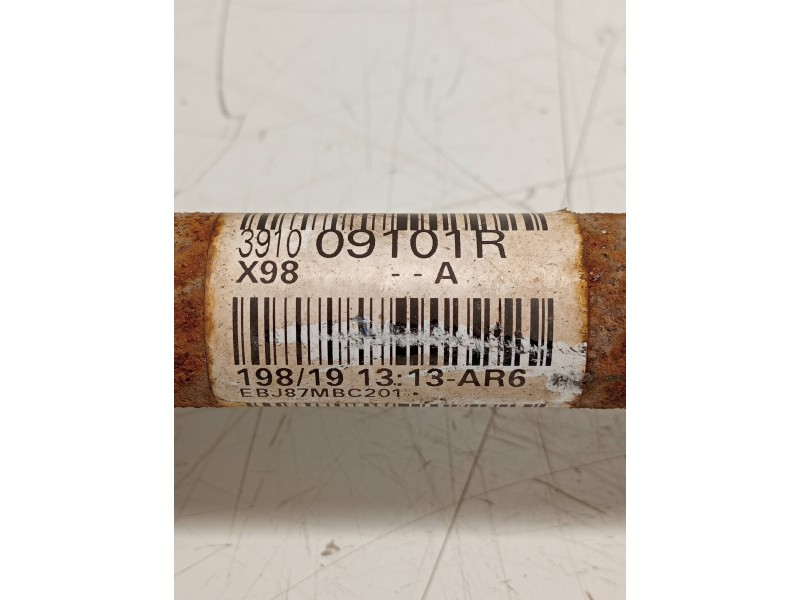 3910 09101R
X98 - - A
198/19 13:13-AR6
EBJ87MBC201